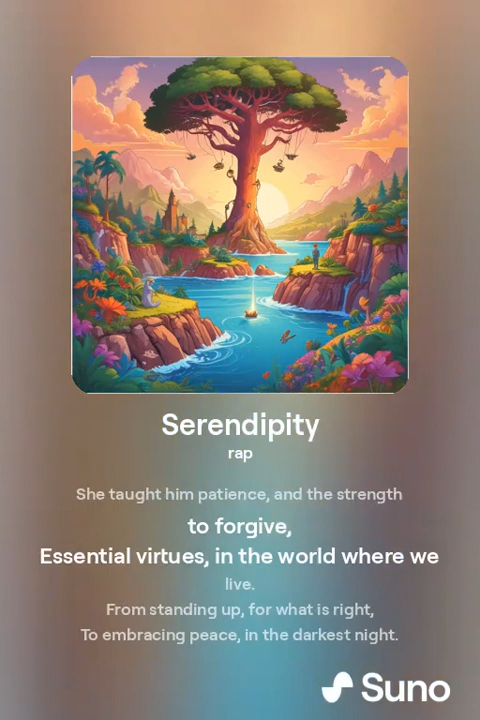 Serendipity
rap
She taught him patience, and the strength
to forgive,
Essential virtues, in the world where we
live.
From standing up, for what is right,
To embracing peace, in the darkest night.
Suno